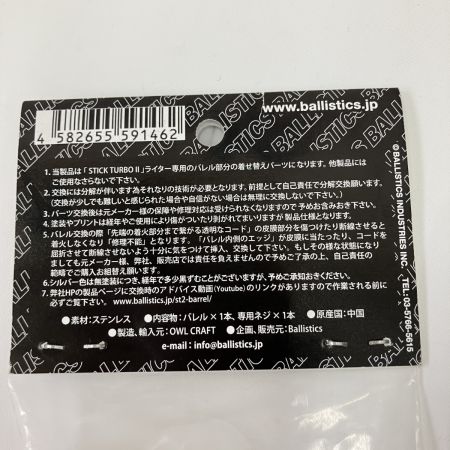 www.ballistics.jp
4 582655 591462
1. 当製品は「STICK TURBO II」ライター専用のバレル部分の着せ替えパーツになります。他製品には
ご使用なさらないで下さい。
2. 交換には分解が伴います為それなりの技術が必要となります。前提として自己責任で分解交換願います。
(交換が少しでも難しいと感じられた場合や自信がない場合は無理に交換しないで下さい。)
3. パーツ交換後は元メーカー様の保障や修理対応は受けられなくなりますので予めお含みおき下さい。
4. 塗装やプリントは経年やご使用により傷がついたり剥がれてまいりますが製品仕様となります。
5. バレル交換の際「先端の着火部分まで繋がる透明なコード」の皮膜部分を傷つけたり断線させると
着火しなくなり「修理不能」となります。「バレル内側のエッジ」が皮膜に当たったり、コードを
屈折させて断線させないよう十分に気をつけて挿入、交換して下さい。もしその様な状態になり
ましても元メーカー様、弊社、販売店では責任を負えませんので予めご了承の上、自己責任の
範疇でご購入お組替え願います。
6. シルバー色は無塗装につき、経年で多少黒ずむことがございますが、予めご承知おきください。
7. 弊社HPの製品ページに交換時のアドバイス動画(Youtube)のリンクがありますので作業される前に
必ずご覧下さい。www.ballistics.jp/st2-barrel/
●素材：ステンレス ●内容物：バレル×1本、専用ネジ×1本 ●原産国：中国
●製造、輸入元：OWL CRAFT ●企画、販売元：Ballistics
e-mail : info@ballistics.jp
© BALLISTICS INDUSTRIES, INC. TEL:03-5766-5615
BALLISTICS